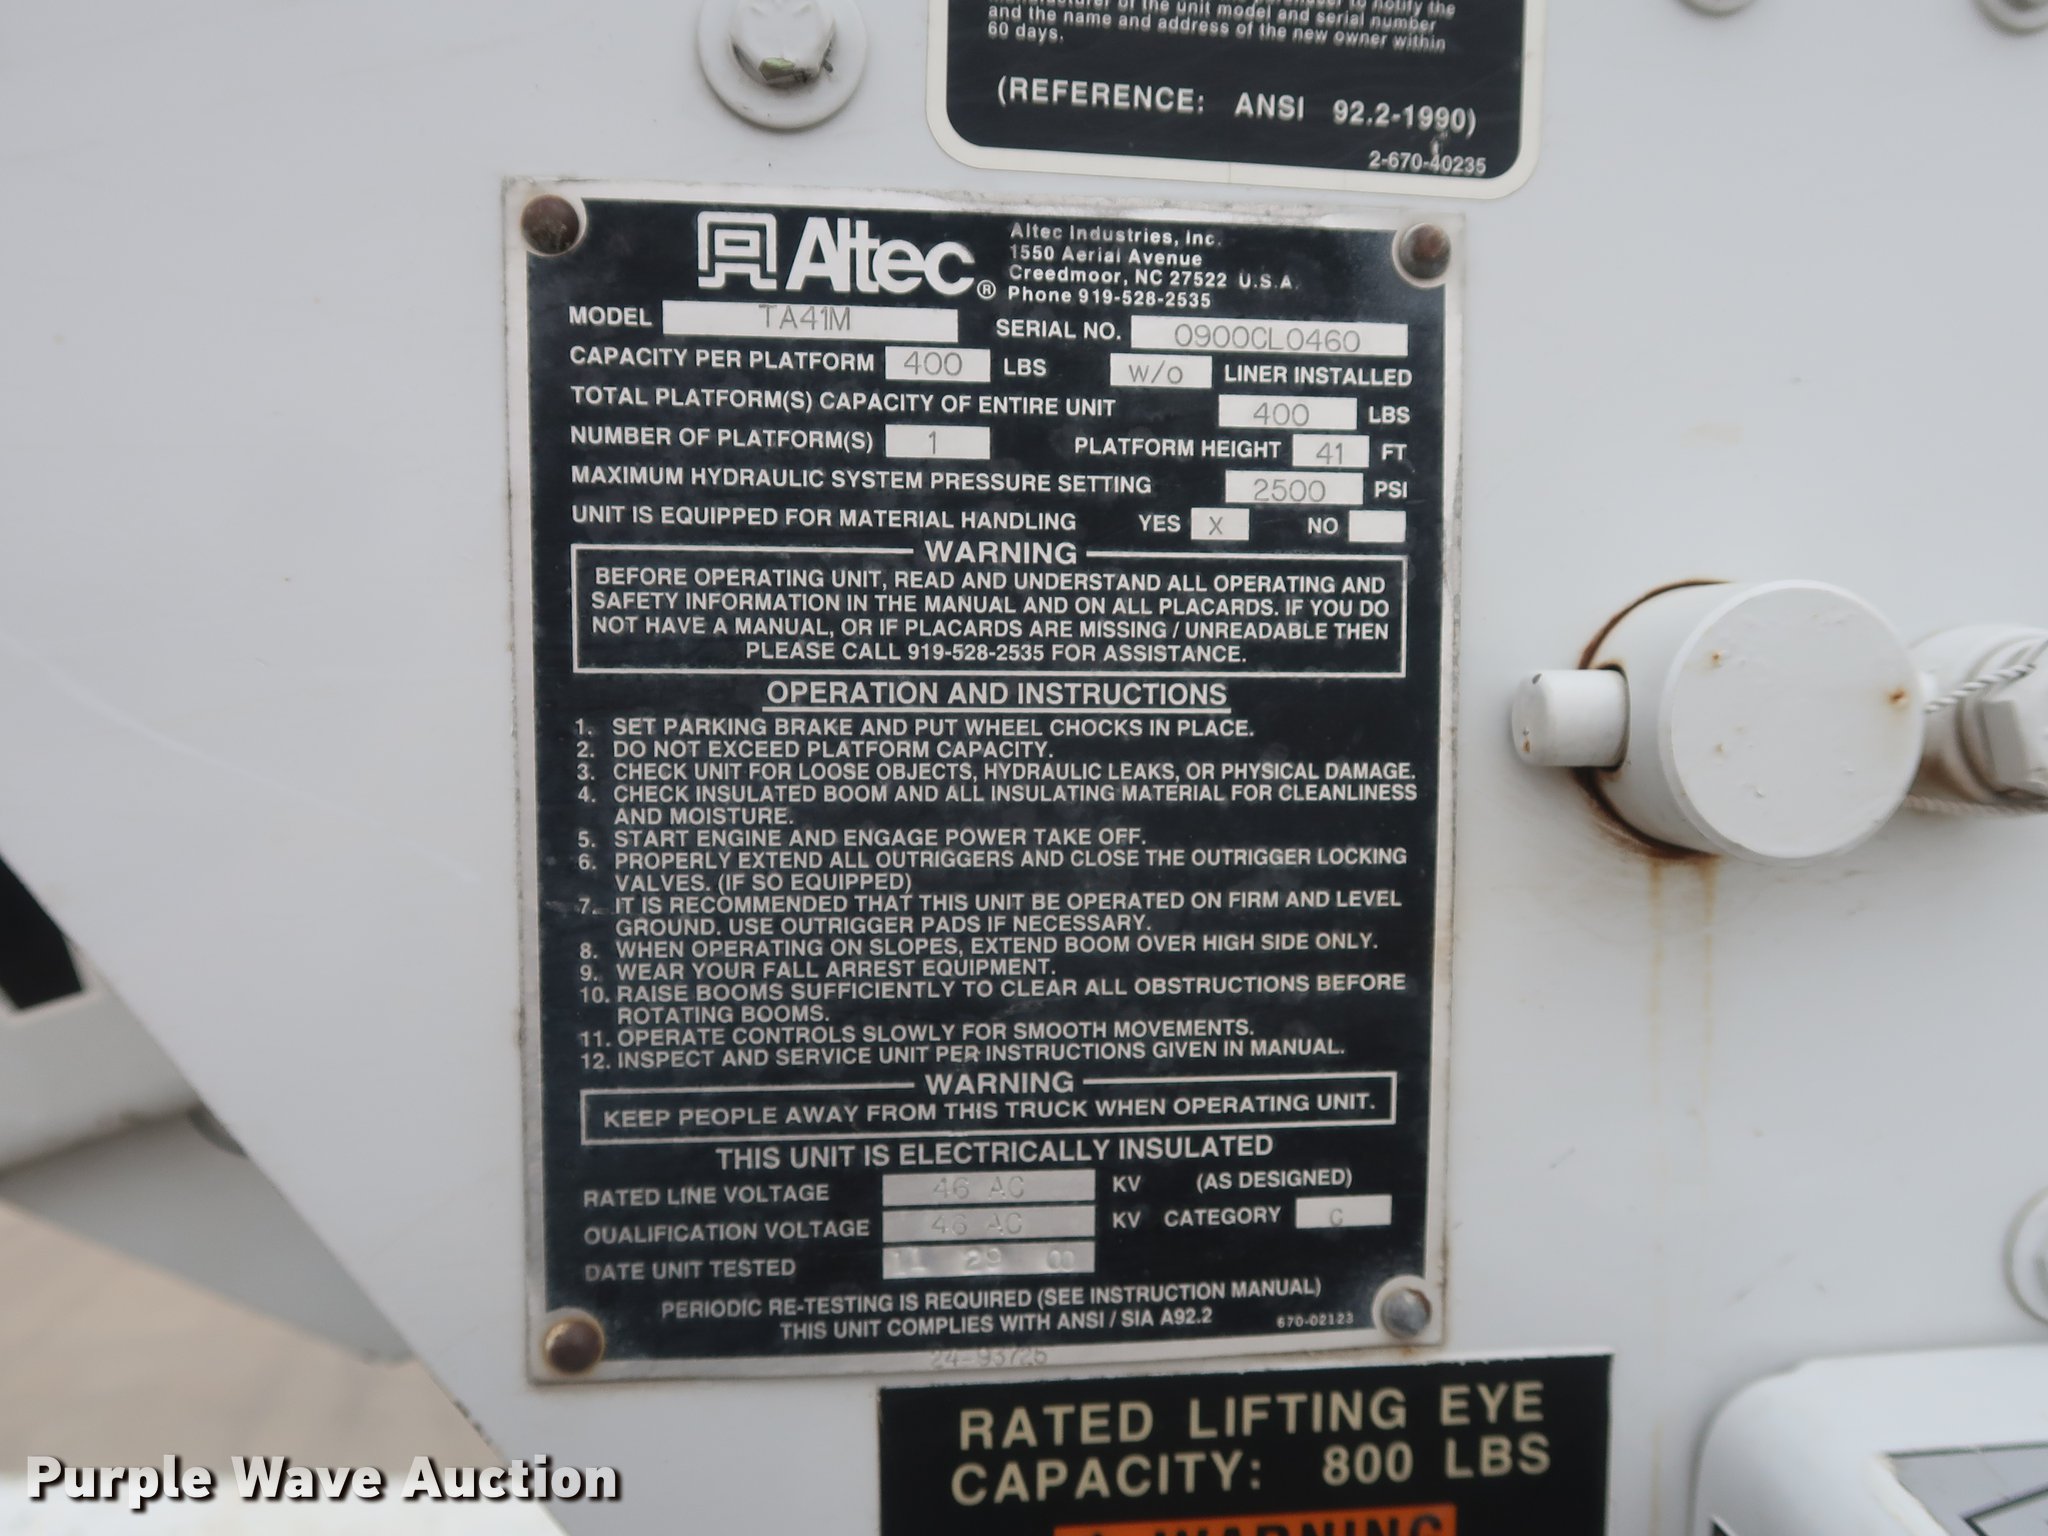 to notify the
of the unit model and serial number
and the name and address of the new owner within
60 days.
(REFERENCE: ANSI 92.2-1990)
2-670-40235
Altec®
Altec Industries, Inc.
1550 Aerial Avenue
Creedmoor, NC 27522 U.S.A.
Phone 919-528-2535
MODEL TA41M SERIAL NO. 0900CL0460
CAPACITY PER PLATFORM 400 LBS W/O LINER INSTALLED
TOTAL PLATFORM(S) CAPACITY OF ENTIRE UNIT 400 LBS
NUMBER OF PLATFORM(S) 1 PLATFORM HEIGHT 41 FT
MAXIMUM HYDRAULIC SYSTEM PRESSURE SETTING 2500 PSI
UNIT IS EQUIPPED FOR MATERIAL HANDLING YES X NO
WARNING
BEFORE OPERATING UNIT, READ AND UNDERSTAND ALL OPERATING AND
SAFETY INFORMATION IN THE MANUAL AND ON ALL PLACARDS. IF YOU DO
NOT HAVE A MANUAL, OR IF PLACARDS ARE MISSING / UNREADABLE THEN
PLEASE CALL 919-528-2535 FOR ASSISTANCE.
OPERATION AND INSTRUCTIONS
1. SET PARKING BRAKE AND PUT WHEEL CHOCKS IN PLACE.
2. DO NOT EXCEED PLATFORM CAPACITY.
3. CHECK UNIT FOR LOOSE OBJECTS, HYDRAULIC LEAKS, OR PHYSICAL DAMAGE.
4. CHECK INSULATED BOOM AND ALL INSULATING MATERIAL FOR CLEANLINESS
AND MOISTURE.
5. START ENGINE AND ENGAGE POWER TAKE OFF.
6. PROPERLY EXTEND ALL OUTRIGGERS AND CLOSE THE OUTRIGGER LOCKING
VALVES. (IF SO EQUIPPED)
7. IT IS RECOMMENDED THAT THIS UNIT BE OPERATED ON FIRM AND LEVEL
GROUND. USE OUTRIGGER PADS IF NECESSARY.
8. WHEN OPERATING ON SLOPES, EXTEND BOOM OVER HIGH SIDE ONLY.
9. WEAR YOUR FALL ARREST EQUIPMENT.
10. RAISE BOOMS SUFFICIENTLY TO CLEAR ALL OBSTRUCTIONS BEFORE
ROTATING BOOMS.
11. OPERATE CONTROLS SLOWLY FOR SMOOTH MOVEMENTS.
12. INSPECT AND SERVICE UNIT PER INSTRUCTIONS GIVEN IN MANUAL.
WARNING
KEEP PEOPLE AWAY FROM THIS TRUCK WHEN OPERATING UNIT.
THIS UNIT IS ELECTRICALLY INSULATED
RATED LINE VOLTAGE 46 AC KV (AS DESIGNED)
QUALIFICATION VOLTAGE 46 AC KV CATEGORY C
DATE UNIT TESTED 11 29 00
PERIODIC RE-TESTING IS REQUIRED (SEE INSTRUCTION MANUAL)
THIS UNIT COMPLIES WITH ANSI / SIA A92.2 670-02123
24-93726
RATED LIFTING EYE
CAPACITY: 800 LBS
WARNING
Purple Wave Auction